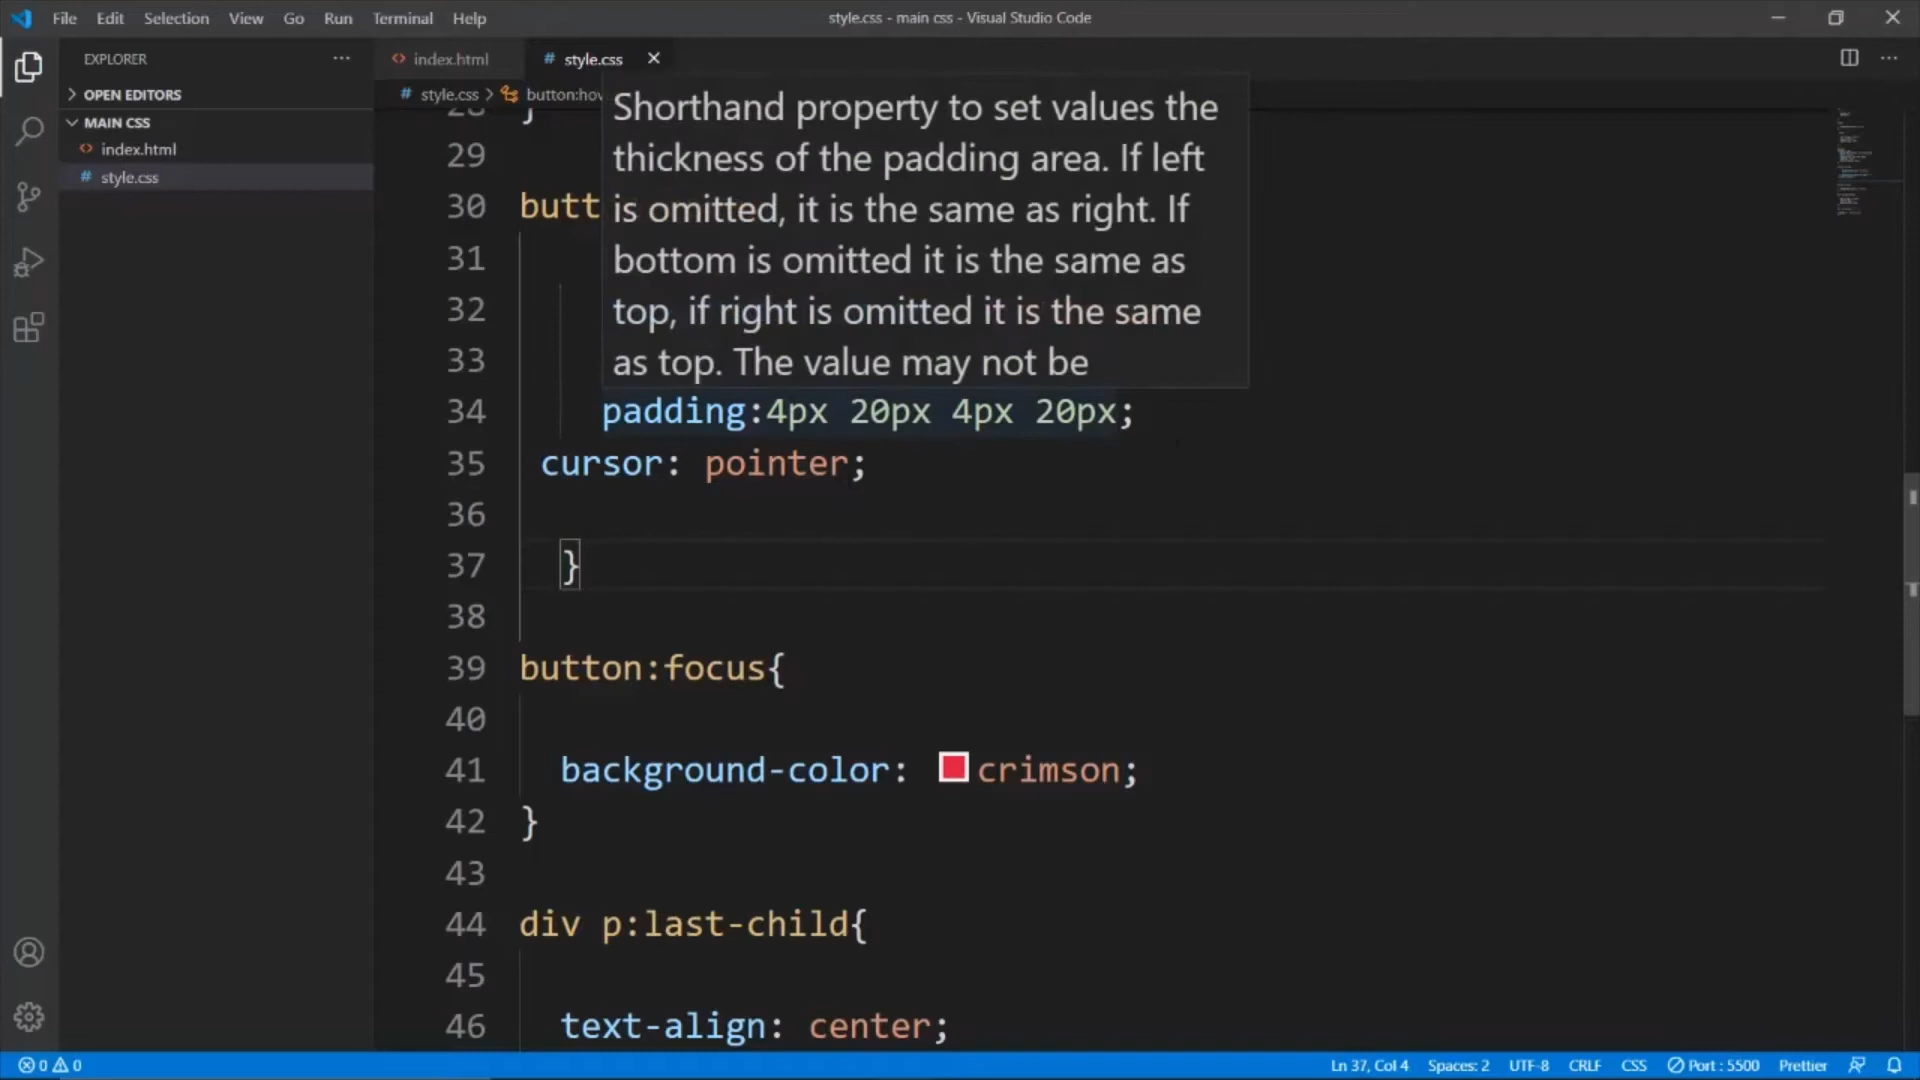 File Edit Selection View Go Run Terminal Help
style.css - main css - Visual Studio Code
EXPLORER
OPEN EDITORS
MAIN CSS
<> index.html
# style.css
<> index.html
# style.css
# style.css > button:hov
Shorthand property to set values the
thickness of the padding area. If left
is omitted, it is the same as right. If
bottom is omitted it is the same as
top, if right is omitted it is the same
as top. The value may not be
28 }
29
30 butt
31
32
33
34 padding:4px 20px 4px 20px;
35 cursor: pointer;
36
37 }
38
39 button:focus{
40
41 background-color: crimson;
42 }
43
44 div p:last-child{
45
46 text-align: center;
0 0
Ln 37, Col 4 Spaces: 2 UTF-8 CRLF CSS Port : 5500 Prettier